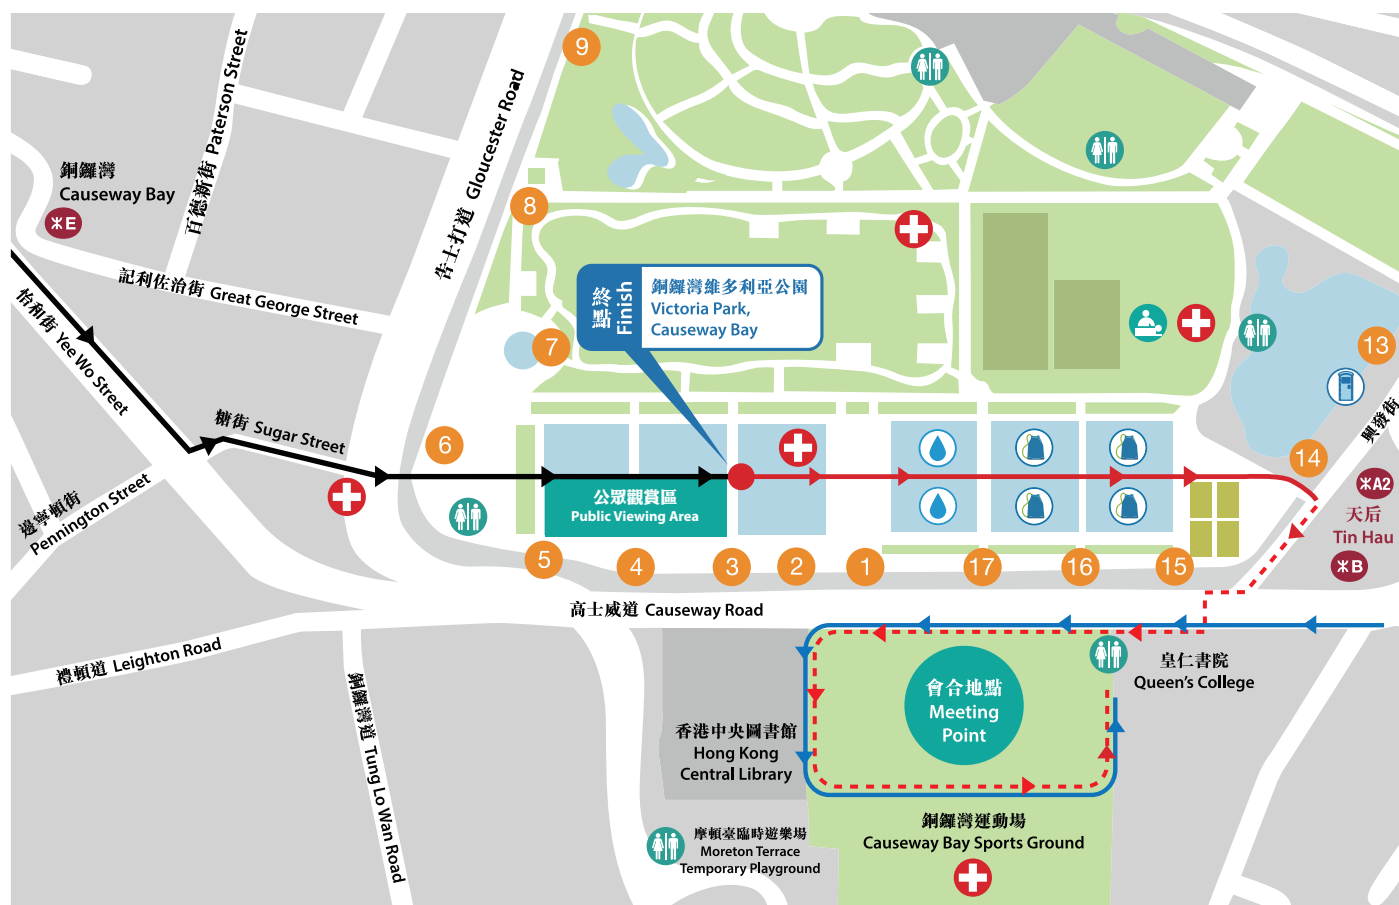 9
百德新街 Paterson Street
告士打道 Gloucester Road
銅鑼灣
Causeway Bay
E
8
記利佐治街 Great George Street
終點
Finish
銅鑼灣維多利亞公園
Victoria Park,
Causeway Bay
怡和街 Yee Wo Street
7
13
興發街
糖街 Sugar Street
6
14
A2
天后
Tin Hau
B
公眾觀賞區
Public Viewing Area
邊寧頓街
Pennington Street
5
4
3
2
1
17
16
15
高士威道 Causeway Road
禮頓道 Leighton Road
銅鑼灣道 Tung Lo Wan Road
皇仁書院
Queen's College
會合地點
Meeting
Point
香港中央圖書館
Hong Kong
Central Library
銅鑼灣運動場
Causeway Bay Sports Ground
摩頓臺臨時遊樂場
Moreton Terrace
Temporary Playground